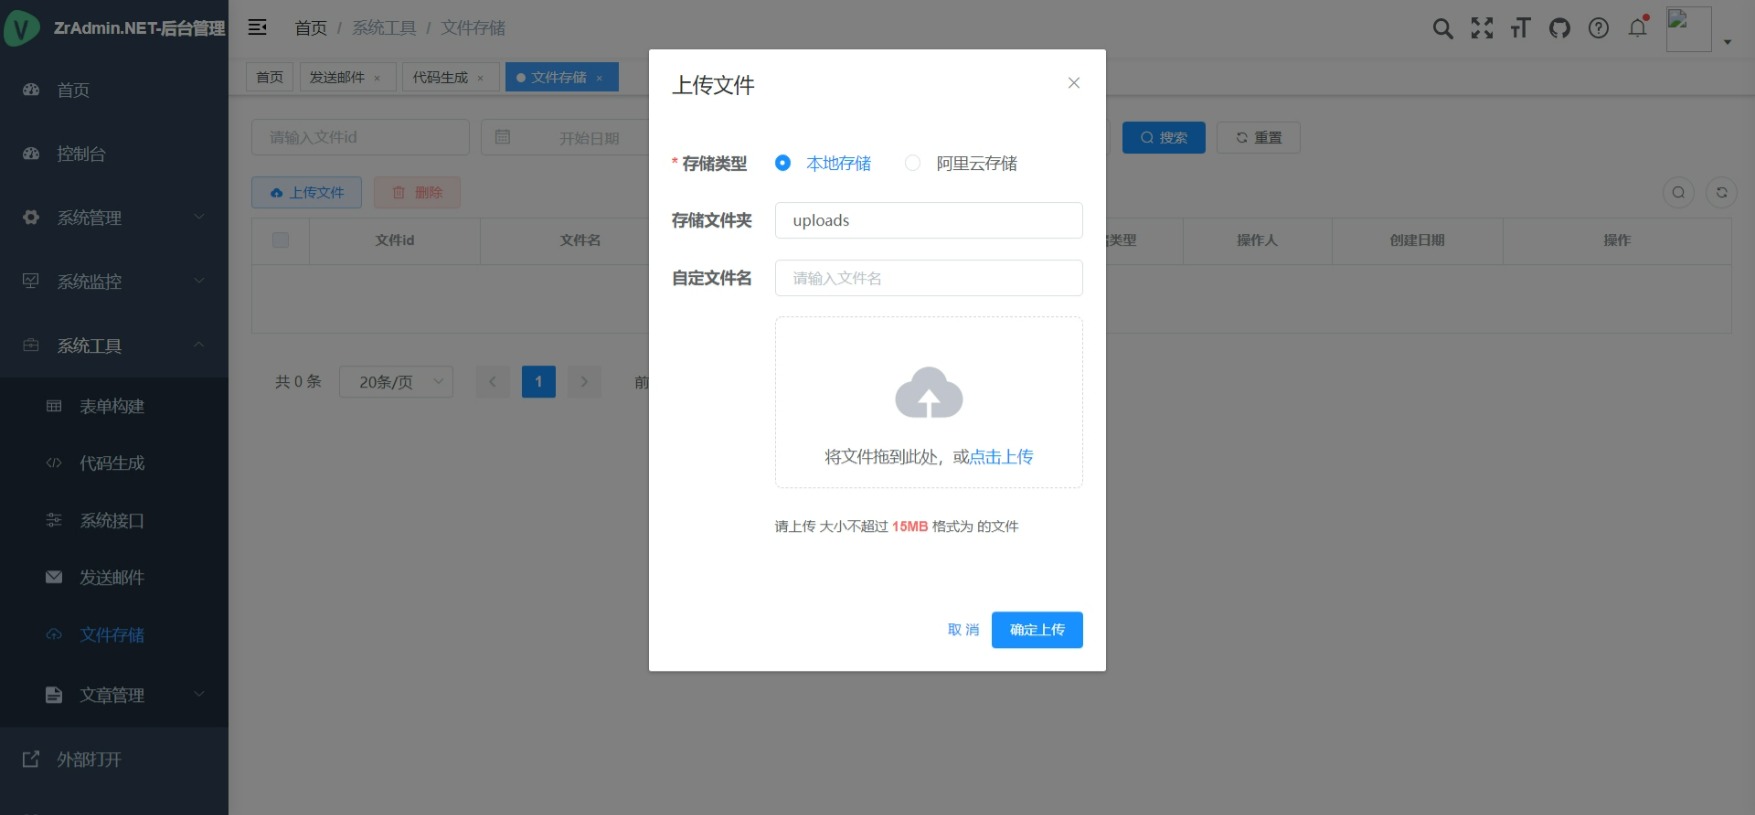 ZrAdmin.NET-后台管理
首页
控制台
系统管理
系统监控
系统工具
表单构建
代码生成
系统接口
发送邮件
文件存储
文章管理
外部打开
首页 / 系统工具 / 文件存储
首页 发送邮件 × 代码生成 × 文件存储 ×
请输入文件id 开始日期 搜索 重置
上传文件 删除
文件id 文件名 类型 操作人 创建日期 操作
共 0 条 20条/页 1 前
上传文件
* 存储类型 本地存储 阿里云存储
存储文件夹 uploads
自定文件名 请输入文件名
将文件拖到此处，或点击上传
请上传 大小不超过 15MB 格式为 的文件
取 消 确定上传